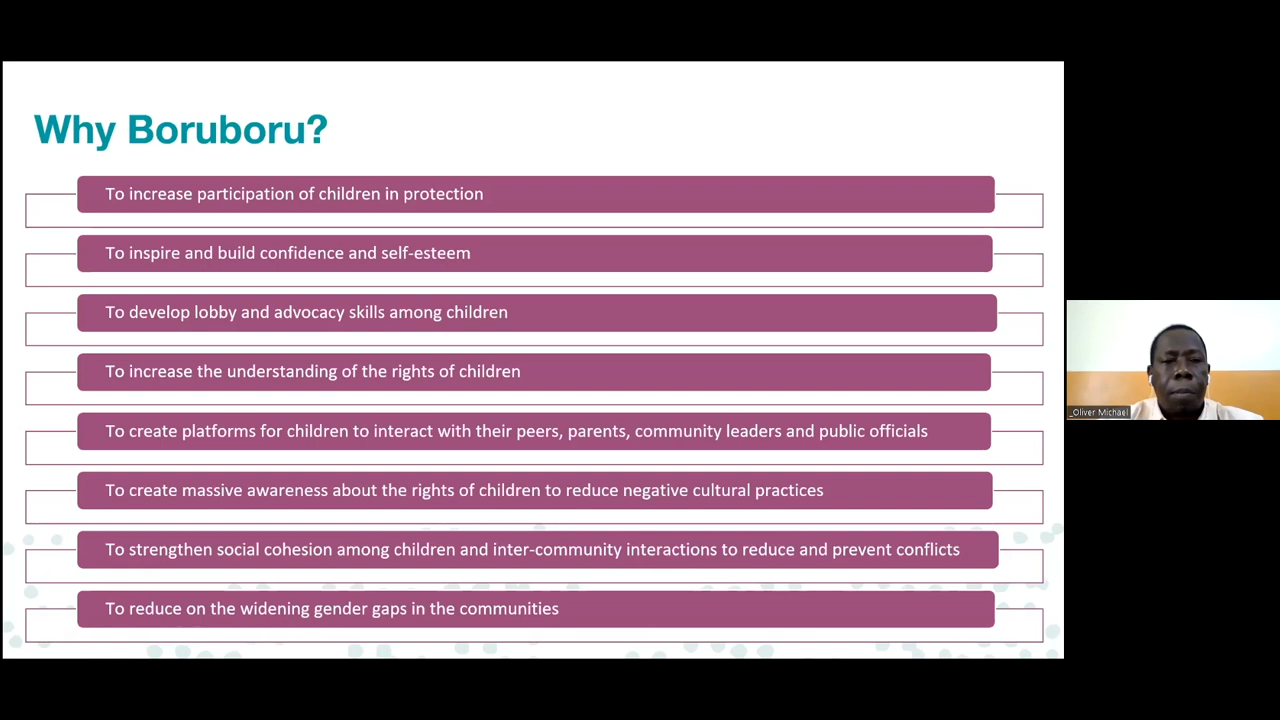 Why Boruboru?
To increase participation of children in protection
To inspire and build confidence and self-esteem
To develop lobby and advocacy skills among children
To increase the understanding of the rights of children
To create platforms for children to interact with their peers, parents, community leaders and public officials
To create massive awareness about the rights of children to reduce negative cultural practices
To strengthen social cohesion among children and inter-community interactions to reduce and prevent conflicts
To reduce on the widening gender gaps in the communities
_Oliver Michael